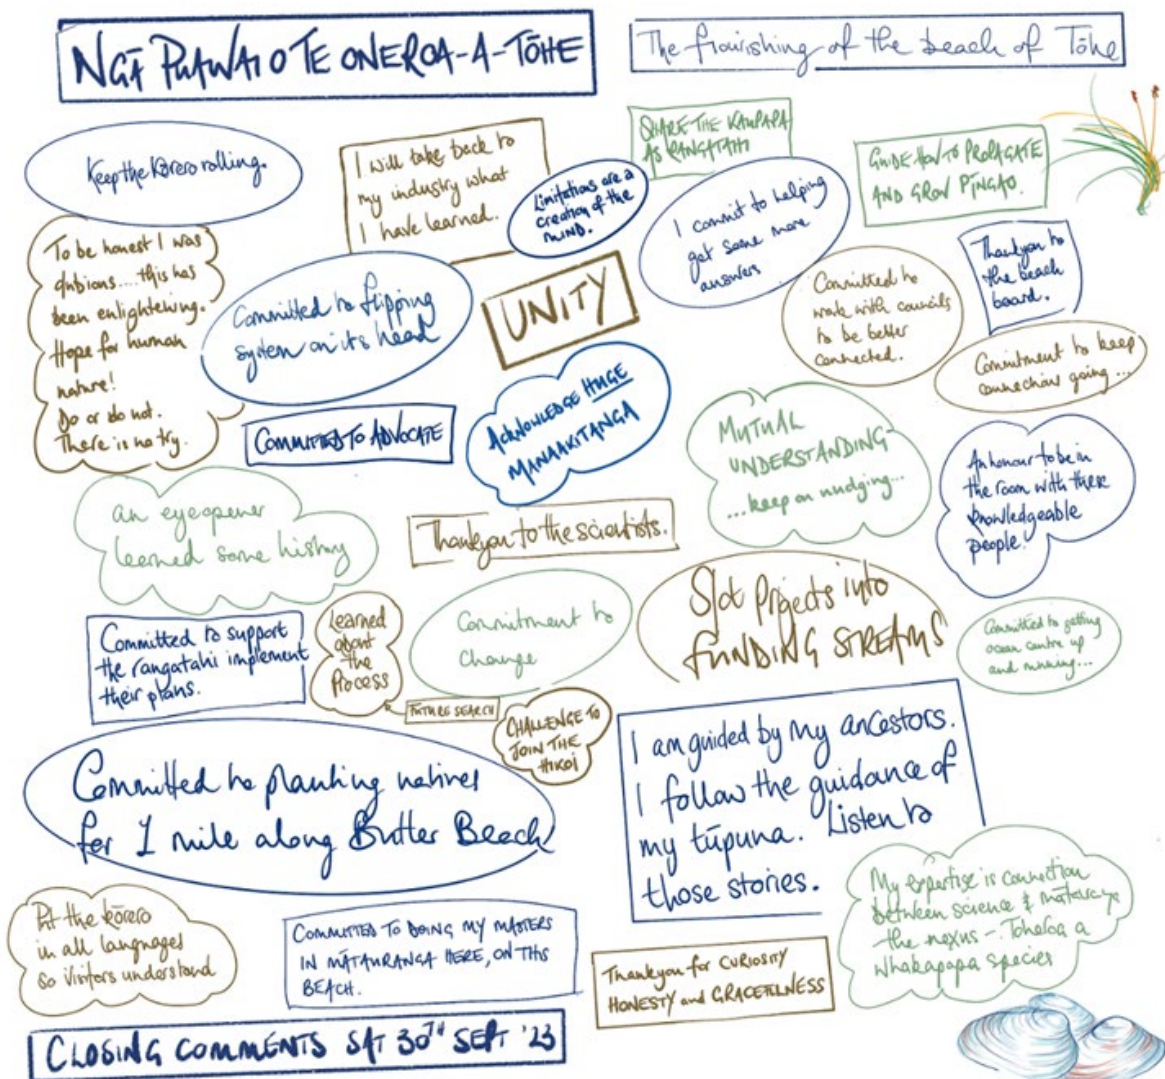 NGĀ PUAWAI O TE ONEROA-A-TŌHE
The flourishing of the beach of Tōhe
Keep the kōrero rolling.
I will take back to
my industry what
I have learned.
Limitations are a
creation of the
MIND.
SHARE THE KAUPAPA
AS RANGATAHI
I commit to helping
get some more
answers
GUIDE HOW TO PROPAGATE
AND GROW PĪNGAO.
To be honest I was
dubious.... this has
been enlightening.
Hope for human
nature!
Do or do not.
There is no try.
Committed to flipping
system on its head
UNITY
Committed to
work with councils
to be better
connected.
Thankyou to
the beach
board.
Commitment to keep
connections going...
COMMITTED TO ADVOCATE
ACKNOWLEDGE HUGE
MANAAKITANGA
MUTUAL
UNDERSTANDING
...keep on nudging...
An honour to be in
the room with these
knowledgeable
people.
an eyeopener
learned some history
Thankyou to the scientists.
Slot projects into
FUNDING STREAMS
Committed to support
the rangatahi implement
their plans.
Learned
about
the
Process
FUTURE SEARCH
Commitment to
change
Committed to getting
ocean centre up
and running...
CHALLENGE TO
JOIN THE
HIKOI
Committed to planting natives
for 1 mile along Butler Beach
I am guided by my ancestors.
I follow the guidance of
my tūpuna. Listen to
those stories.
Put the kōrero
in all languages
so visitors understand
COMMITTED TO DOING MY MASTERS
IN MĀTAURANGA HERE, ON THIS
BEACH.
Thankyou for CURIOSITY
HONESTY and GRACEFULNESS
My expertise is connection
between science &
- the nexus - Toheroa a
whakapapa species
CLOSING COMMENTS SAT 30TH SEPT '23